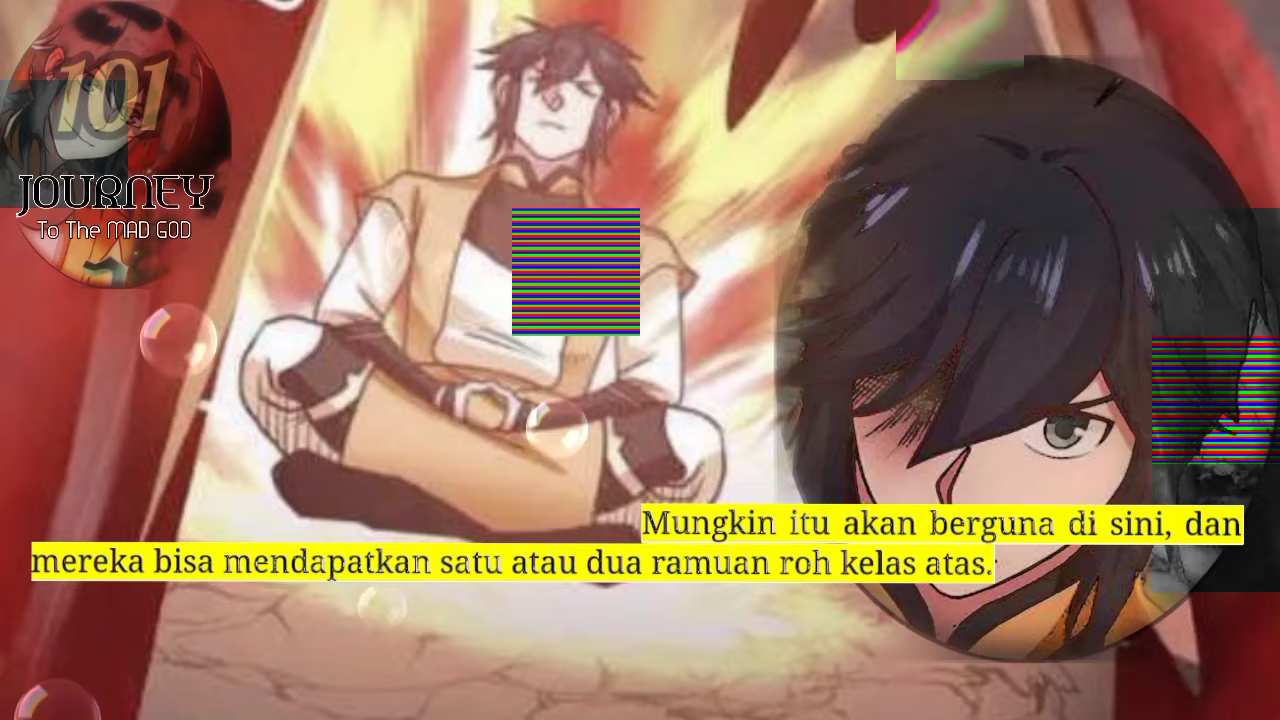 101
JOURNEY
To The MAD GOD
Mungkin itu akan berguna di sini, dan
mereka bisa mendapatkan satu atau dua ramuan roh kelas atas.